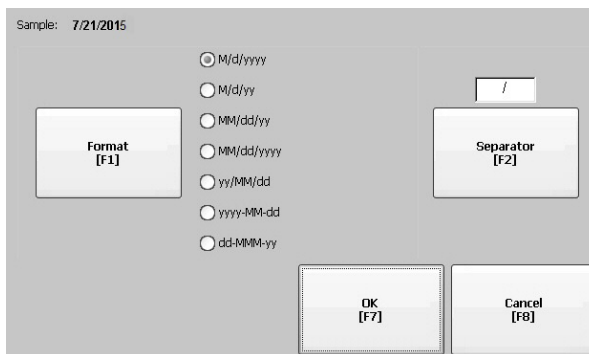 Sample: 7/21/2015
M/d/yyyy
M/d/yy
/
MM/dd/yy
Format
[F1]
MM/dd/yyyy
Separator
[F2]
yy/MM/dd
yyyy-MM-dd
dd-MMM-yy
OK
[F7]
Cancel
[F8]